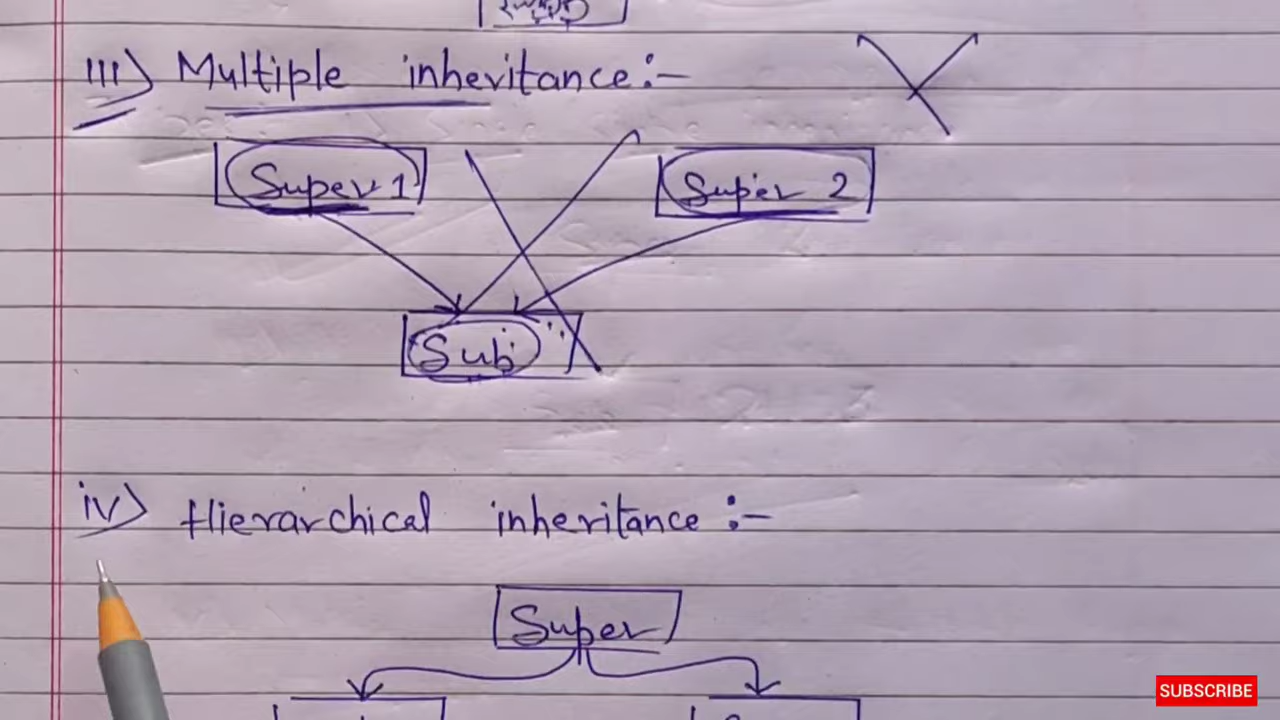 III) Multiple inheritance:-
Super 1 Super 2
Sub
iv) Hierarchical inheritance :-
Super
SUBSCRIBE